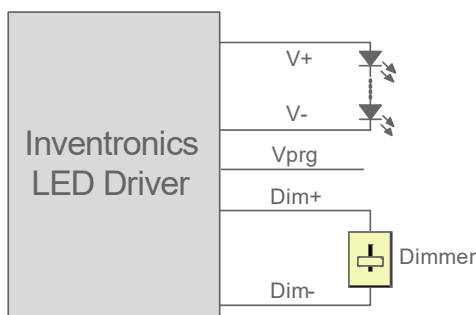 Inventronics
LED Driver
V+
V-
Vprg
Dim+
Dimmer
Dim-